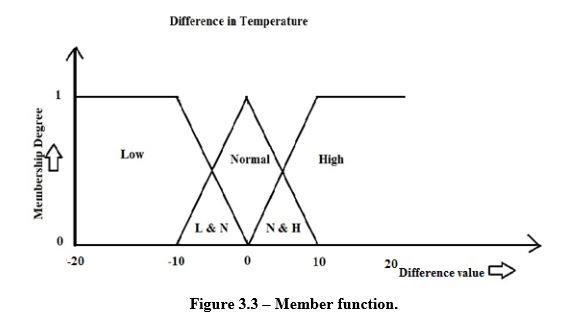 Difference in Temperature
1
Membership Degree
Low
Normal
High
L & N
N & H
0
-20
-10
0
10
20
Difference value
Figure 3.3 – Member function.